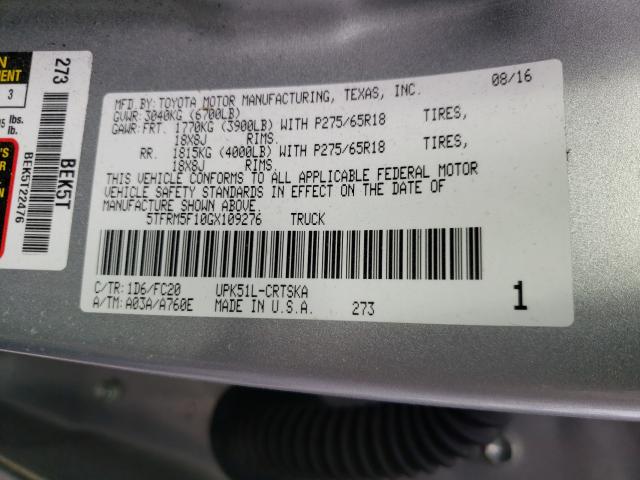 MFD.BY:TOYOTA MOTOR MANUFACTURING, TEXAS, INC. 08/16
GVWR:3040KG (6700LB)
GAWR:FRT. 1770KG (3900LB) WITH P275/65R18 TIRES,
18X8J RIMS
RR. 1815KG (4000LB) WITH P275/65R18 TIRES,
18X8J RIMS
THIS VEHICLE CONFORMS TO ALL APPLICABLE FEDERAL MOTOR
VEHICLE SAFETY STANDARDS IN EFFECT ON THE DATE OF
MANUFACTURE SHOWN ABOVE.
5TFRM5F10GX109276 TRUCK
C/TR:1D6/FC20 UPK51L-CRTSKA
A/TM:A03A/A760E MADE IN U.S.A. 273
1
273
BEK5T
BEK5T22476
3
lbs.
lb.